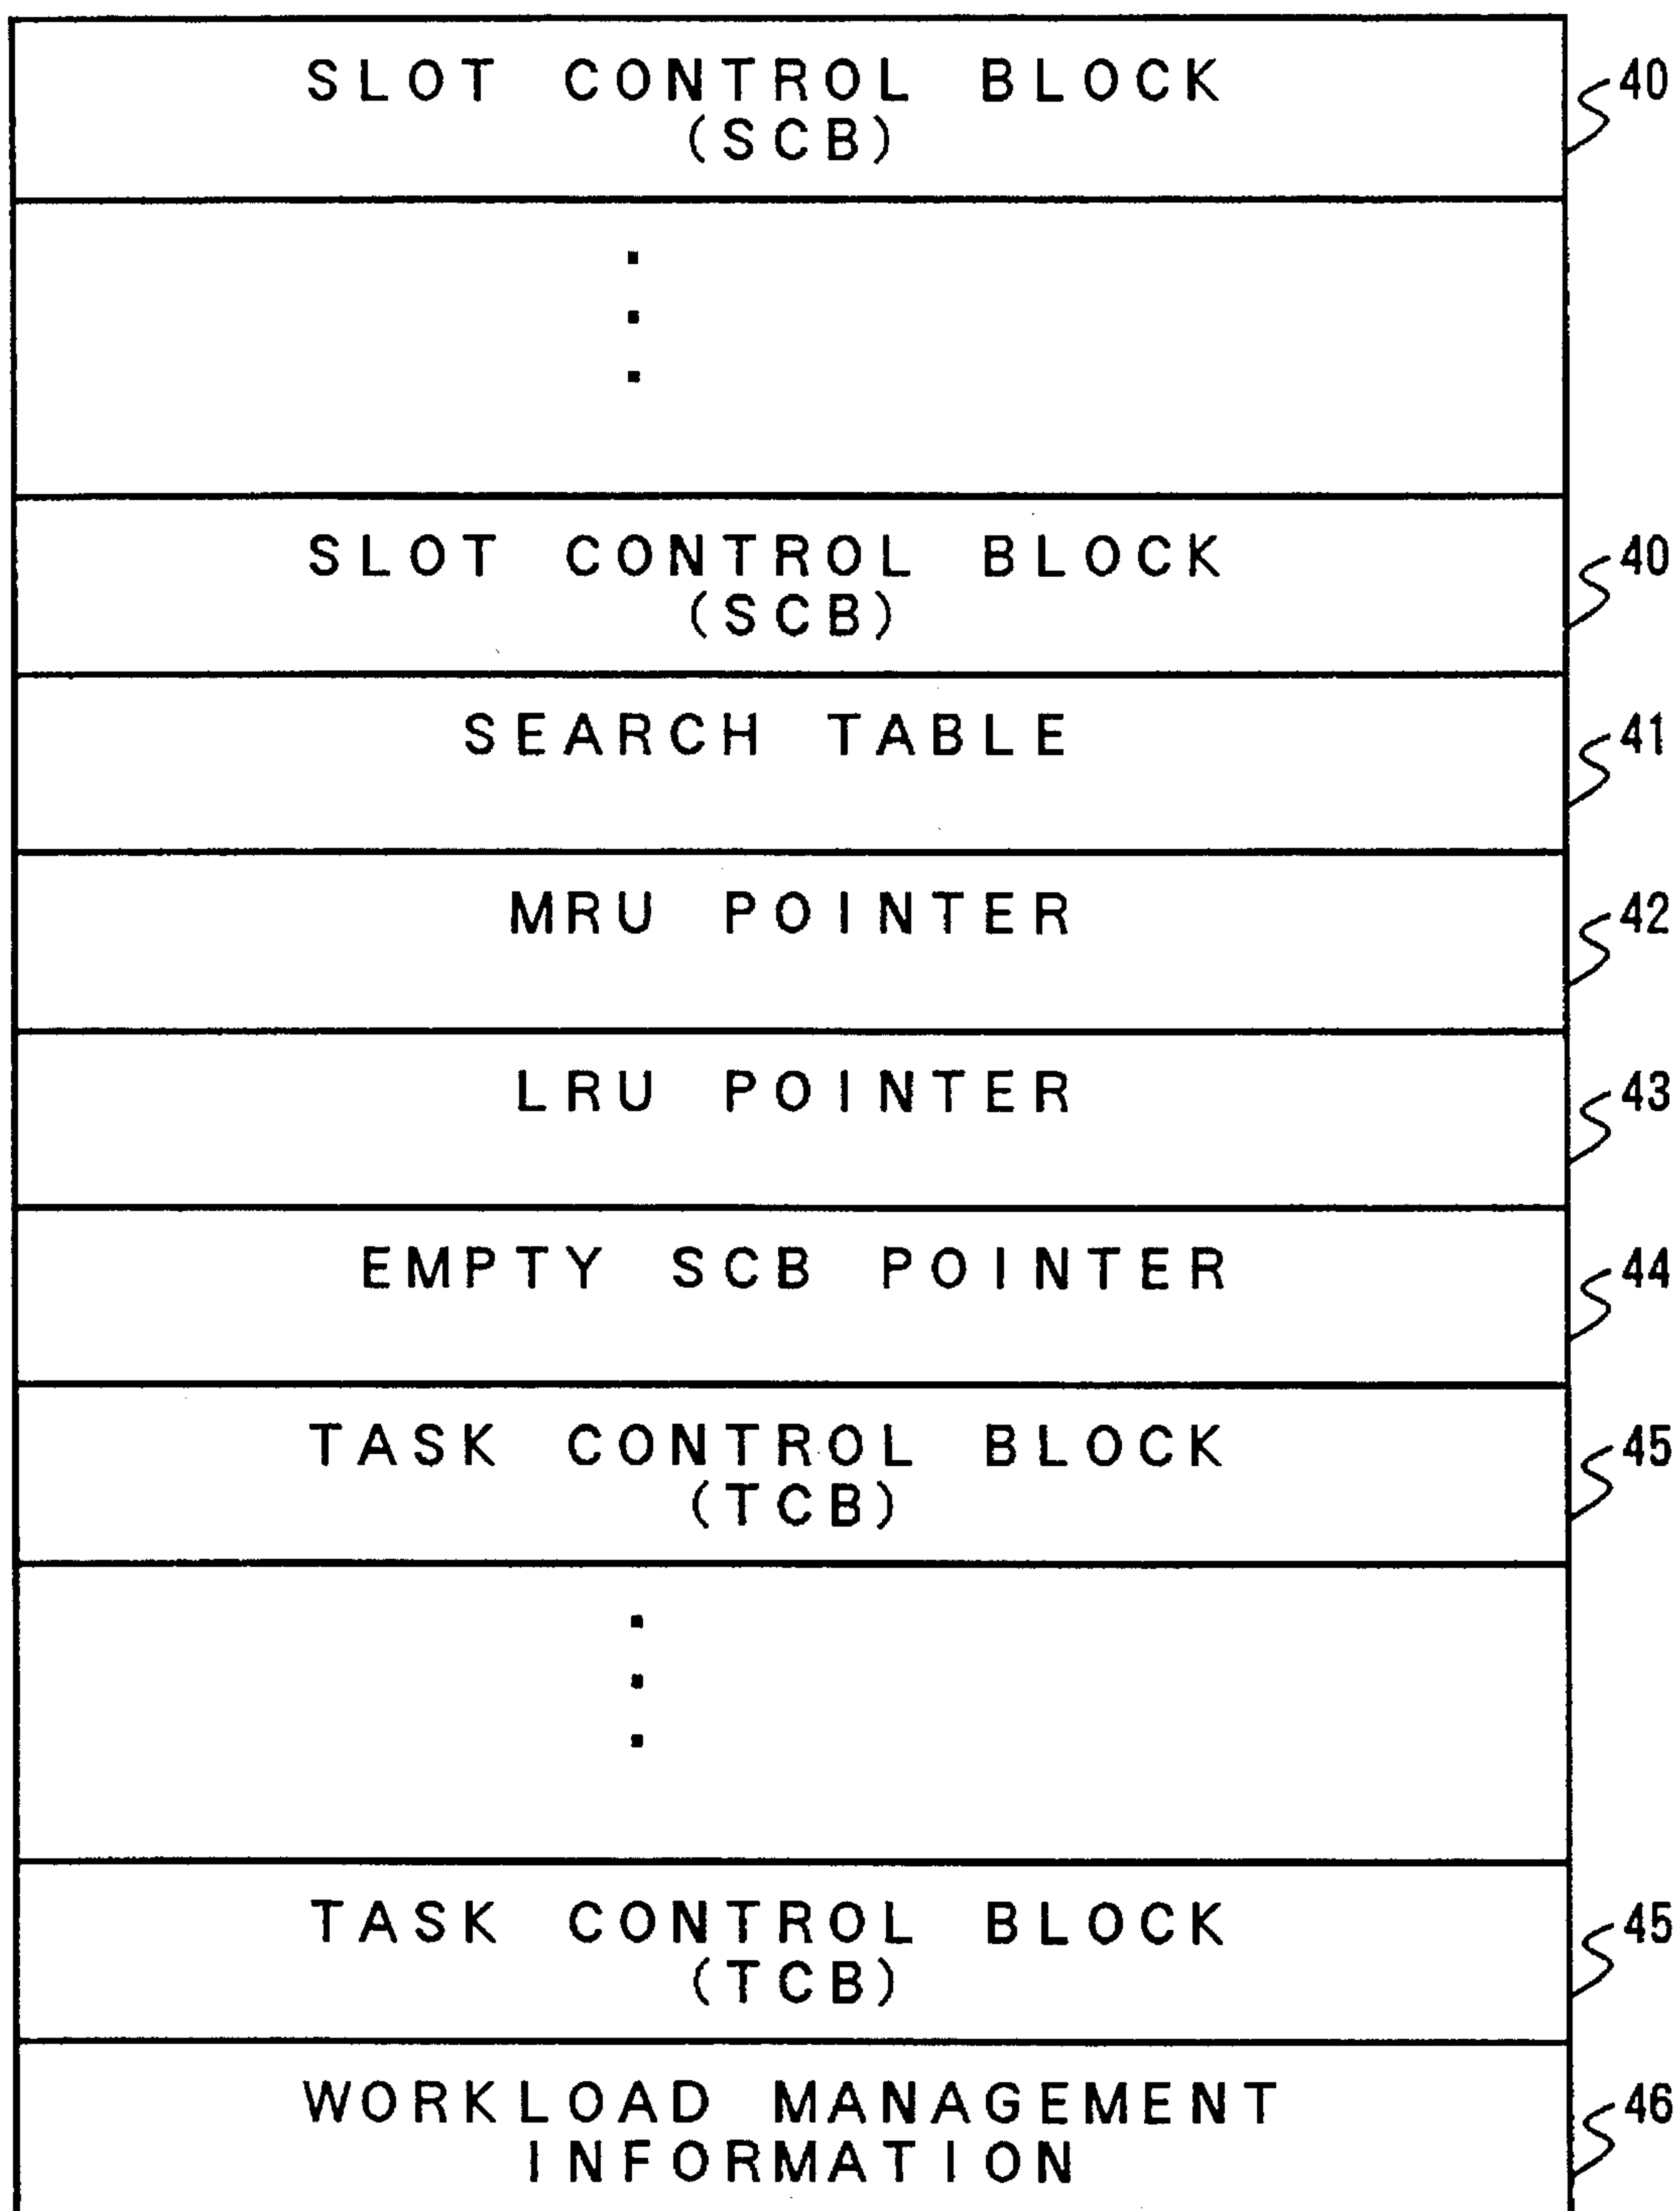 SLOT CONTROL BLOCK 40
(SCB)
SLOT CONTROL BLOCK 40
(SCB)
SEARCH TABLE 41
MRU POINTER 42
LRU POINTER 43
EMPTY SCB POINTER 44
TASK CONTROL BLOCK 45
(TCB)
TASK CONTROL BLOCK 45
(TCB)
WORKLOAD MANAGEMENT 46
INFORMATION